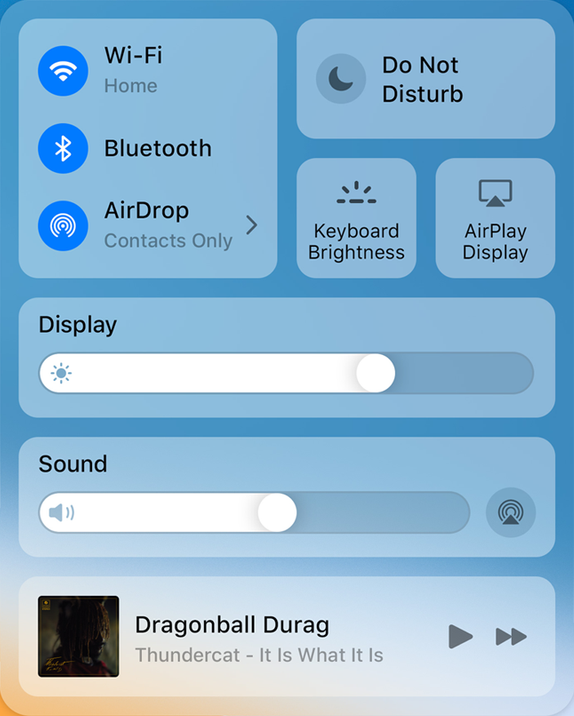 Wi-Fi
Home
Bluetooth
AirDrop
Contacts Only
Do Not
Disturb
Keyboard
Brightness
AirPlay
Display
Display
Sound
Dragonball Durag
Thundercat - It Is What It Is